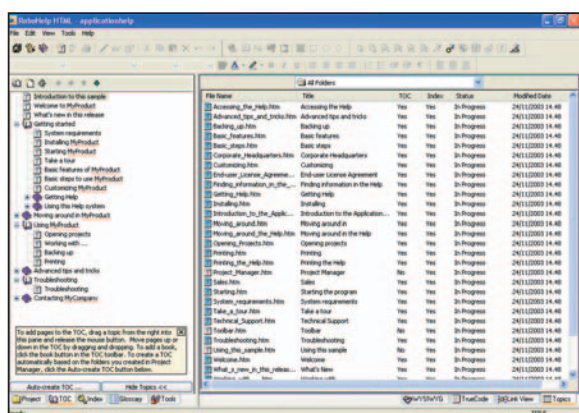 RoboHelp HTML - applicationhelp
File Edit View Tools Help
All Folders
Introduction to this sample
Welcome to MyProduct
What's new in this release
Getting started
System requirements
Installing MyProduct
Starting MyProduct
Take a tour
Basic features of MyProduct
Basic steps to use MyProduct
Customizing MyProduct
Getting Help
Using this Help system
Moving around in MyProduct
Using MyProduct
Opening projects
Working with ...
Backing up
Printing
Advanced tips and tricks
Troubleshooting
Troubleshooting
Contacting MyCompany
To add pages to the TOC, drag a topic from the right into
this pane and release the mouse button. Move pages up or
down in the TOC by dragging and dropping. To add a book,
click the book button in the TOC toolbar. To create a TOC
automatically based on the folders you created in Project
Manager, click the Auto-create TOC button below.
Auto-create TOC ... Hide Topics <<
Project TOC Index Glossary Tools
File Name Title TOC Index Status Modified Date
Accessing_the_Help.htm Accessing the Help Yes Yes In Progress 24/11/2003 14.48
Advanced_tips_and_tricks.htm Advanced tips and tricks Yes Yes In Progress 24/11/2003 14.48
Backing_up.htm Backing up Yes Yes In Progress 24/11/2003 14.48
Basic_features.htm Basic features Yes Yes In Progress 24/11/2003 14.48
Basic_steps.htm Basic steps Yes Yes In Progress 24/11/2003 14.48
Corporate_Headquarters.htm Corporate Headquarters Yes Yes In Progress 24/11/2003 14.48
Customizing.htm Customizing Yes Yes In Progress 24/11/2003 14.48
End-user_License_Agreeme... End-user License Agreement Yes Yes In Progress 24/11/2003 14.48
Finding_information_in_the_... Finding information in the Help Yes Yes In Progress 24/11/2003 14.48
Getting_Help.htm Getting Help Yes Yes In Progress 24/11/2003 14.48
Installing.htm Installing Yes Yes In Progress 24/11/2003 14.48
Introduction_to_the_Applic... Introduction to the Application... Yes Yes In Progress 24/11/2003 14.48
Moving_around.htm Moving around in Yes Yes In Progress 24/11/2003 14.48
Moving_around_the_Help.htm Moving around in the Help Yes Yes In Progress 24/11/2003 14.48
Opening_Projects.htm Opening projects Yes Yes In Progress 24/11/2003 14.48
Printing.htm Printing Yes Yes In Progress 24/11/2003 14.48
Printing_the_Help.htm Printing the Help Yes Yes In Progress 24/11/2003 14.48
Project_Manager.htm Project Manager No Yes In Progress 24/11/2003 14.48
Sales.htm Sales Yes Yes In Progress 24/11/2003 14.48
Starting.htm Starting the program Yes Yes In Progress 24/11/2003 14.48
System_requirements.htm System requirements Yes Yes In Progress 24/11/2003 14.48
Take_a_tour.htm Take a tour Yes Yes In Progress 24/11/2003 14.48
Technical_Support.htm Technical Support Yes Yes In Progress 24/11/2003 14.48
Toolbar.htm Toolbar No Yes In Progress 24/11/2003 14.48
Troubleshooting.htm Troubleshooting Yes Yes In Progress 24/11/2003 14.48
Using_this_sample.htm Using this sample No Yes In Progress 24/11/2003 14.48
Welcome.htm Welcome Yes Yes In Progress 24/11/2003 14.48
What_s_new_in_this_releas... What's New Yes Yes In Progress 24/11/2003 14.48
WYSIWYG TrueCode Link View Topics